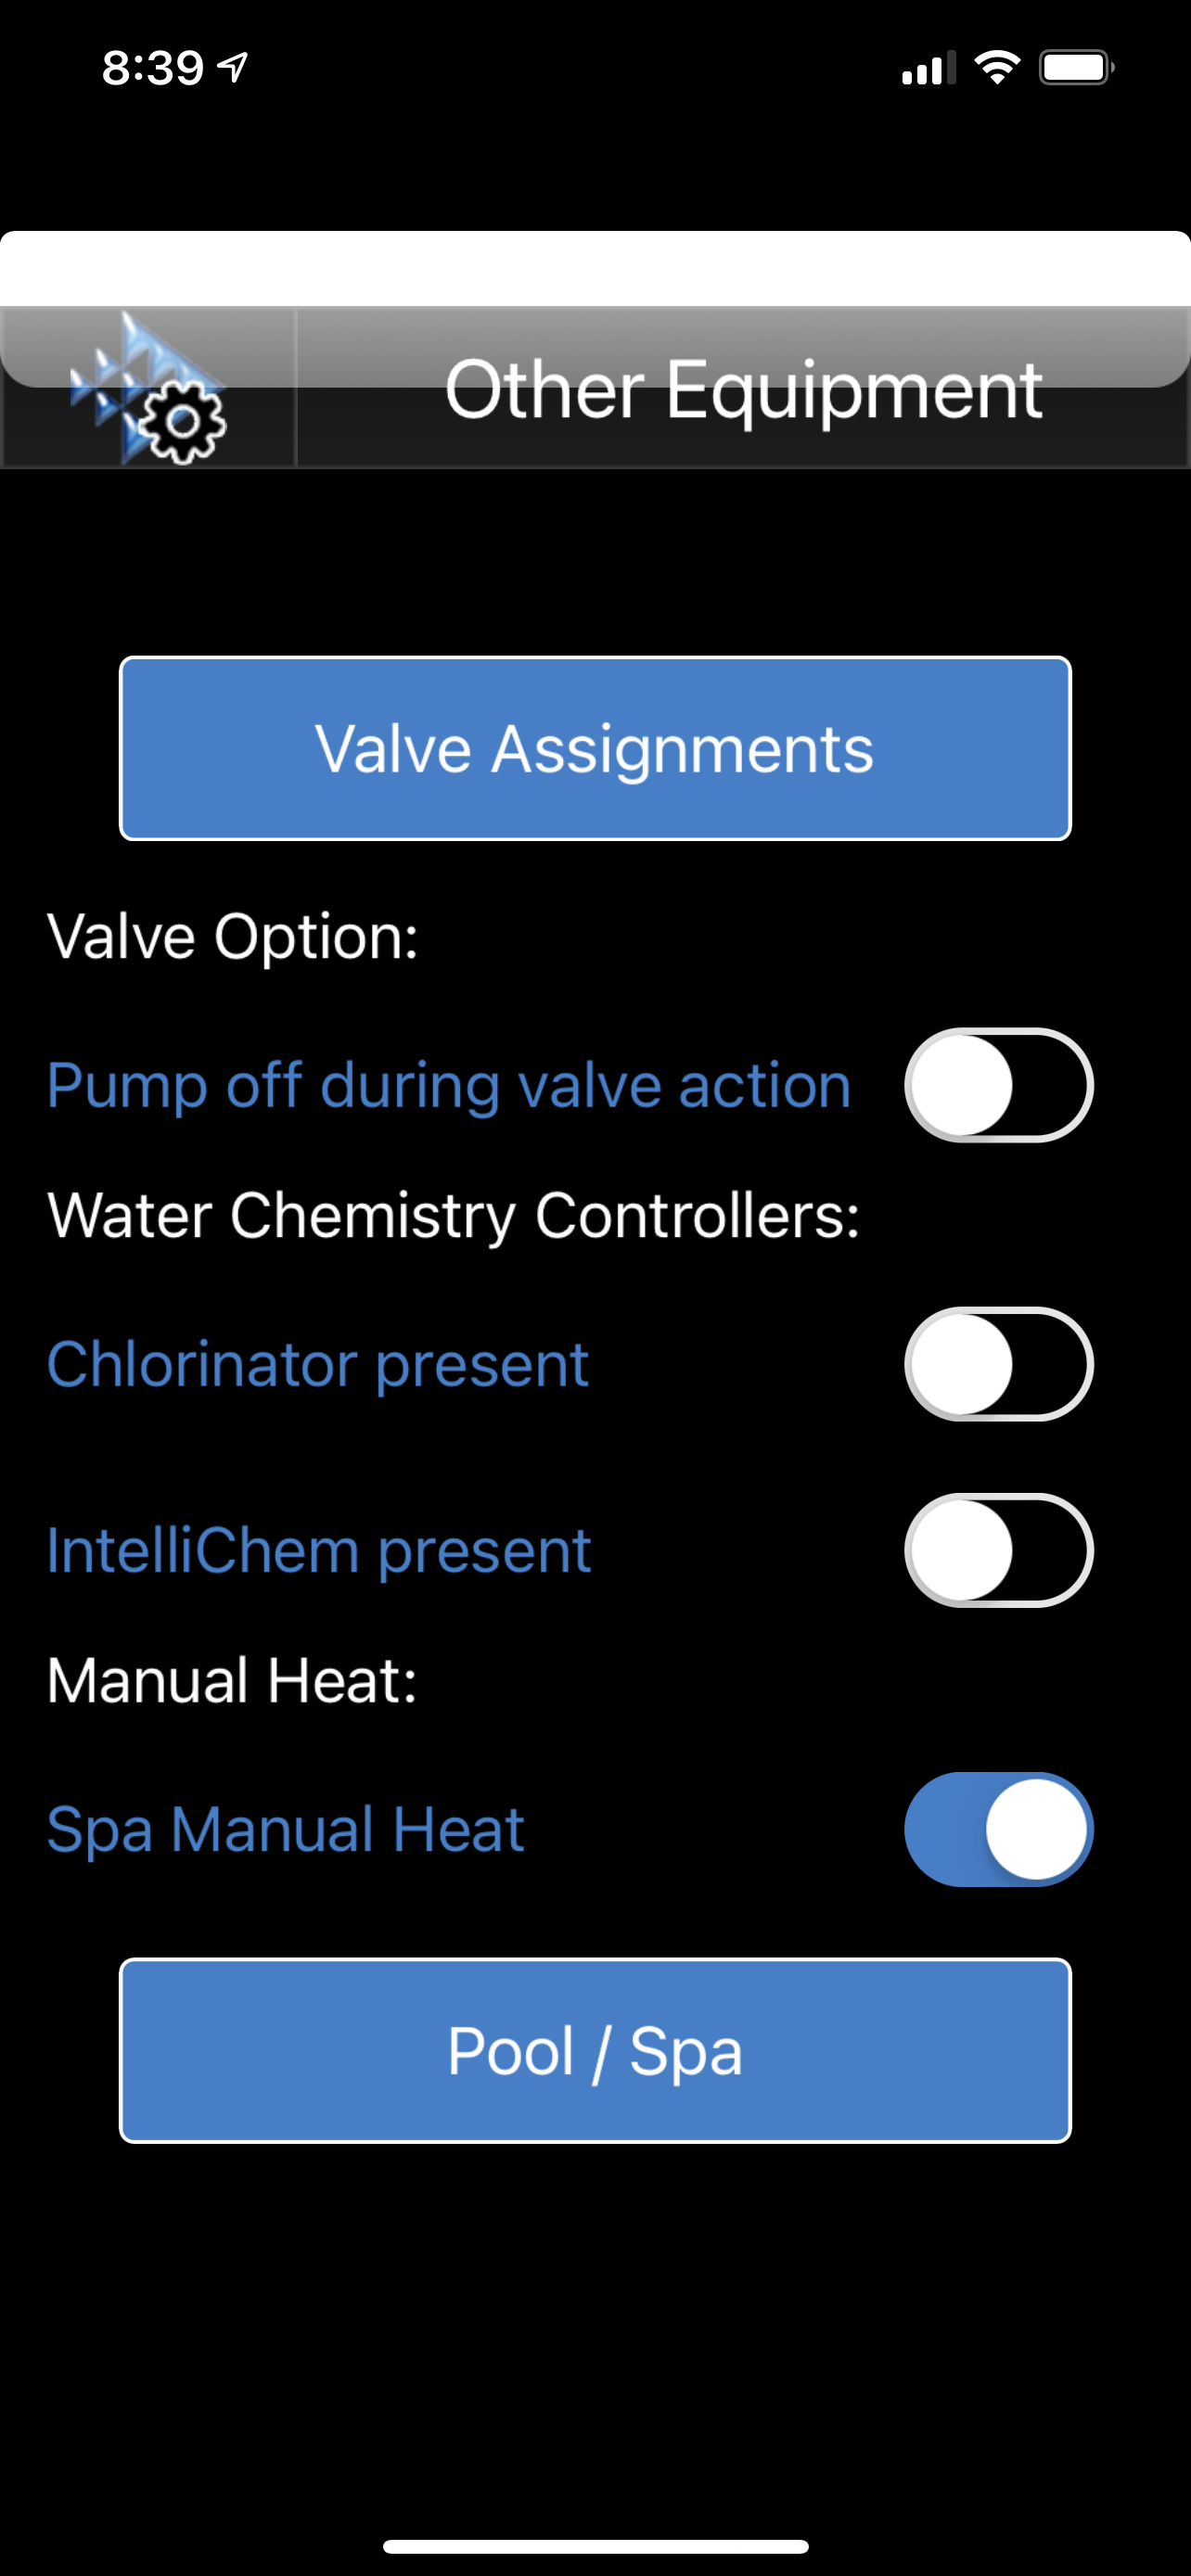 8:39
Other Equipment
Valve Assignments
Valve Option:
Pump off during valve action
Water Chemistry Controllers:
Chlorinator present
IntelliChem present
Manual Heat:
Spa Manual Heat
Pool / Spa